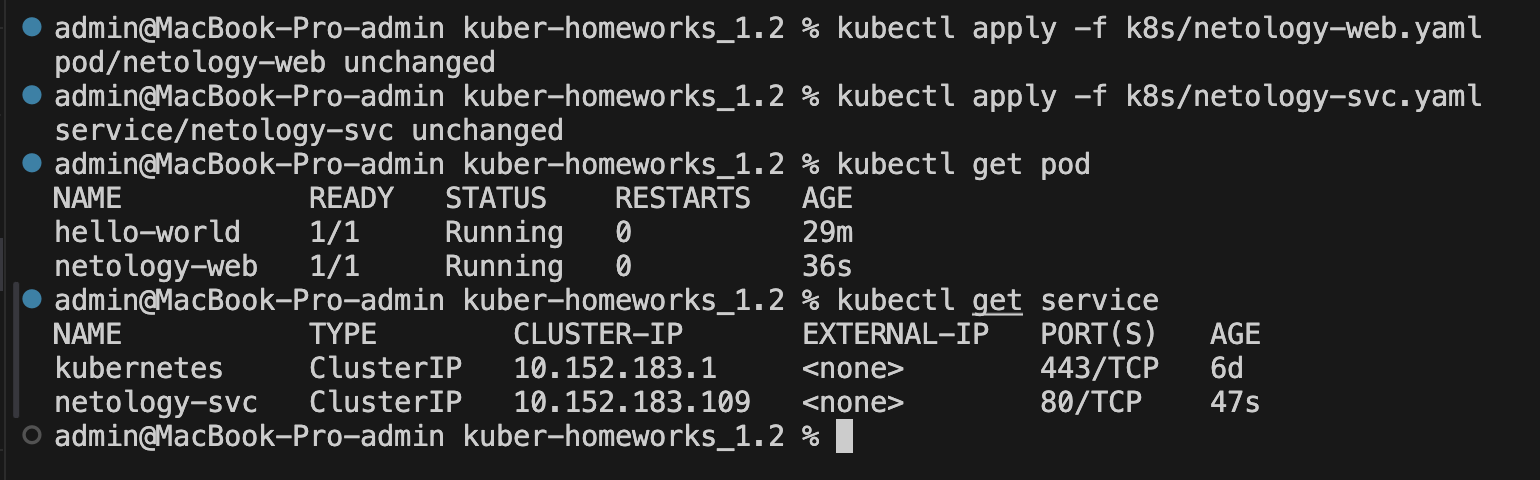 admin@MacBook-Pro-admin kuber-homeworks_1.2 % kubectl apply -f k8s/netology-web.yaml
pod/netology-web unchanged
admin@MacBook-Pro-admin kuber-homeworks_1.2 % kubectl apply -f k8s/netology-svc.yaml
service/netology-svc unchanged
admin@MacBook-Pro-admin kuber-homeworks_1.2 % kubectl get pod
NAME           READY   STATUS    RESTARTS   AGE
hello-world    1/1     Running   0          29m
netology-web   1/1     Running   0          36s
admin@MacBook-Pro-admin kuber-homeworks_1.2 % kubectl get service
NAME           TYPE        CLUSTER-IP       EXTERNAL-IP   PORT(S)   AGE
kubernetes     ClusterIP   10.152.183.1     <none>        443/TCP   6d
netology-svc   ClusterIP   10.152.183.109   <none>        80/TCP    47s
admin@MacBook-Pro-admin kuber-homeworks_1.2 %